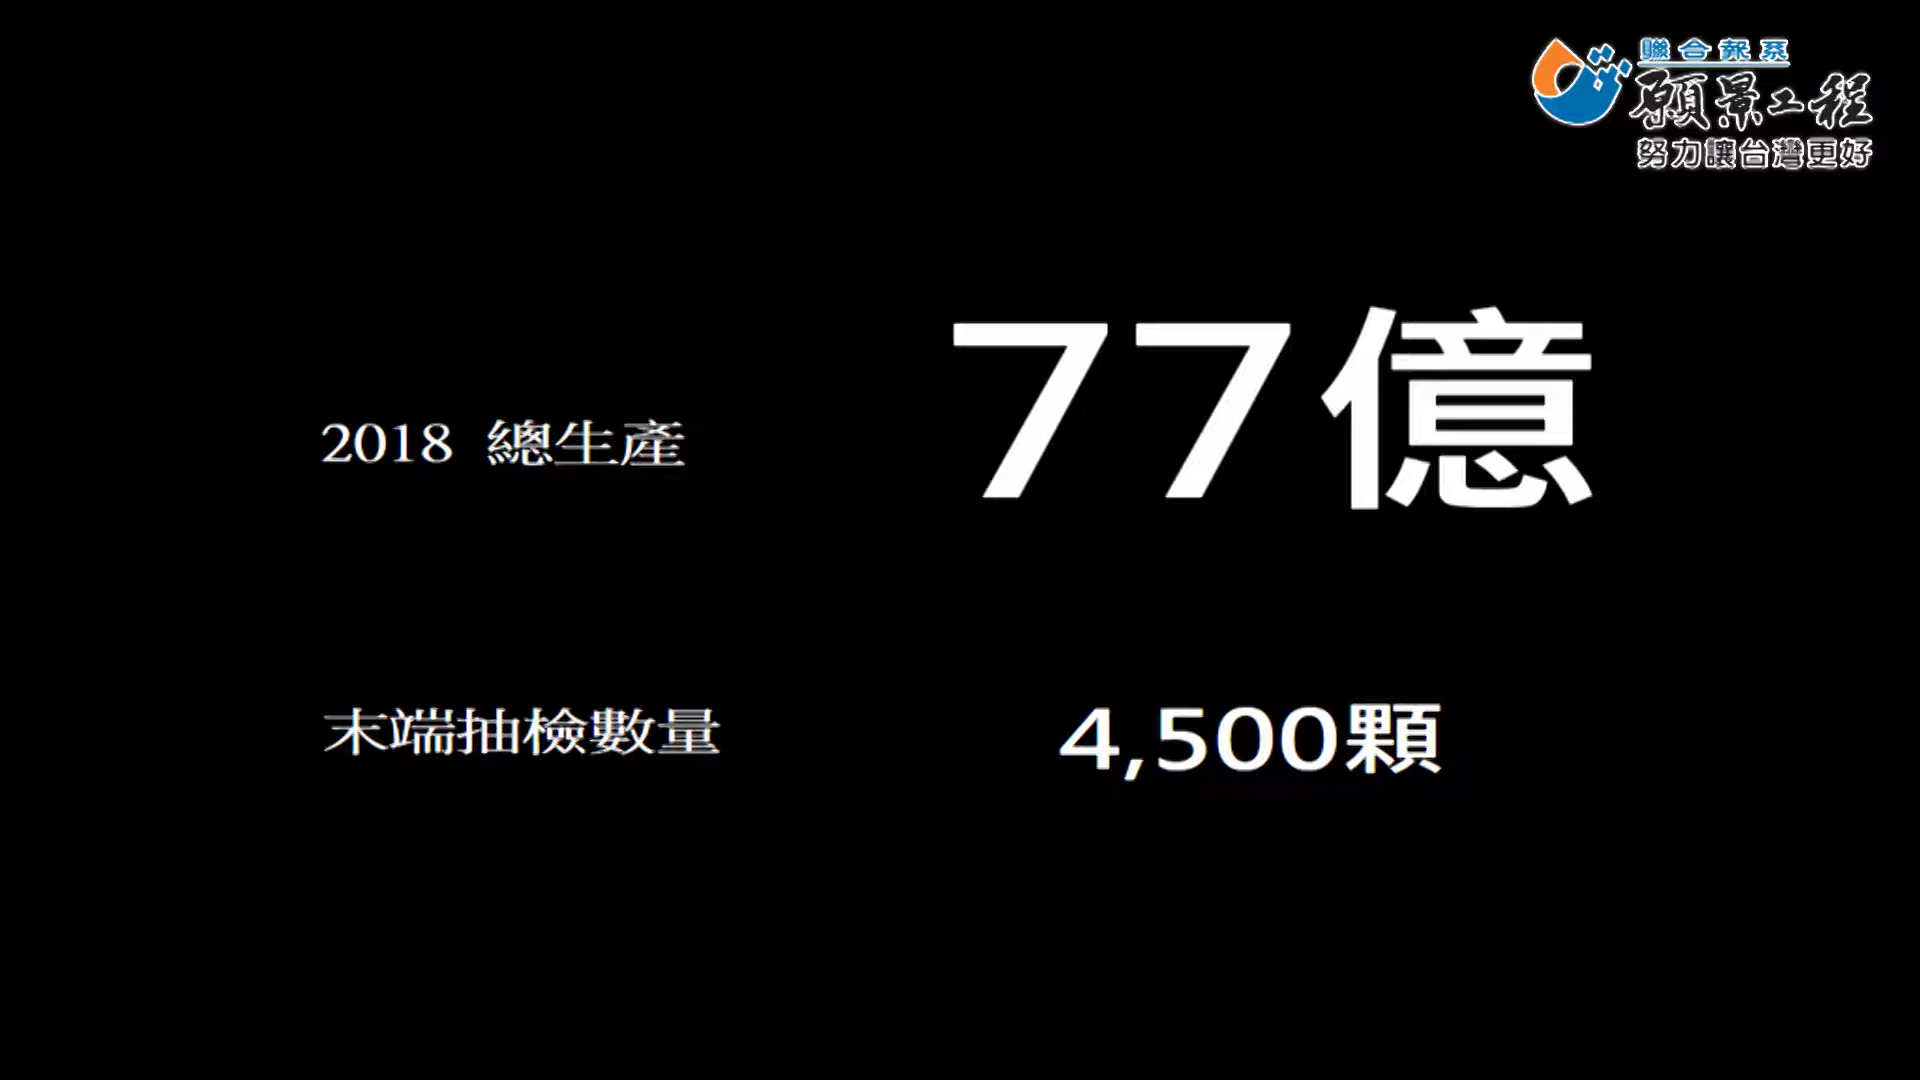 聯合報系
願景工程
努力讓台灣更好
77億
2018 總生產
末端抽檢數量
4,500顆